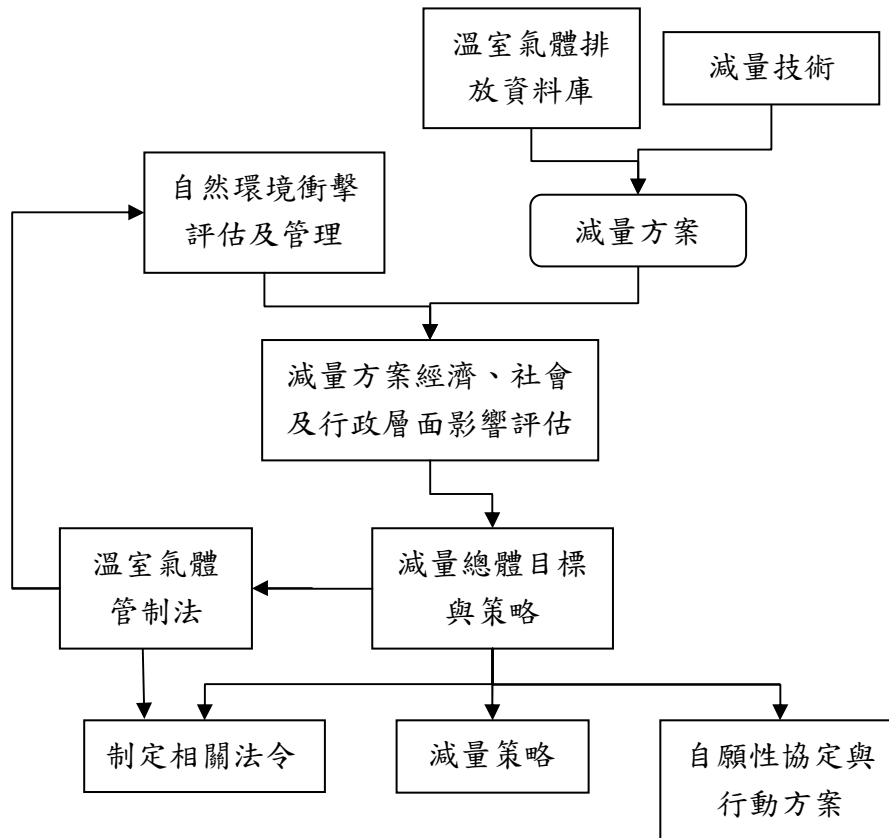 溫室氣體排
放資料庫
減量技術
自然環境衝擊
評估及管理
減量方案
減量方案經濟、社會
及行政層面影響評估
溫室氣體
管制法
減量總體目標
與策略
制定相關法令
減量策略
自願性協定與
行動方案